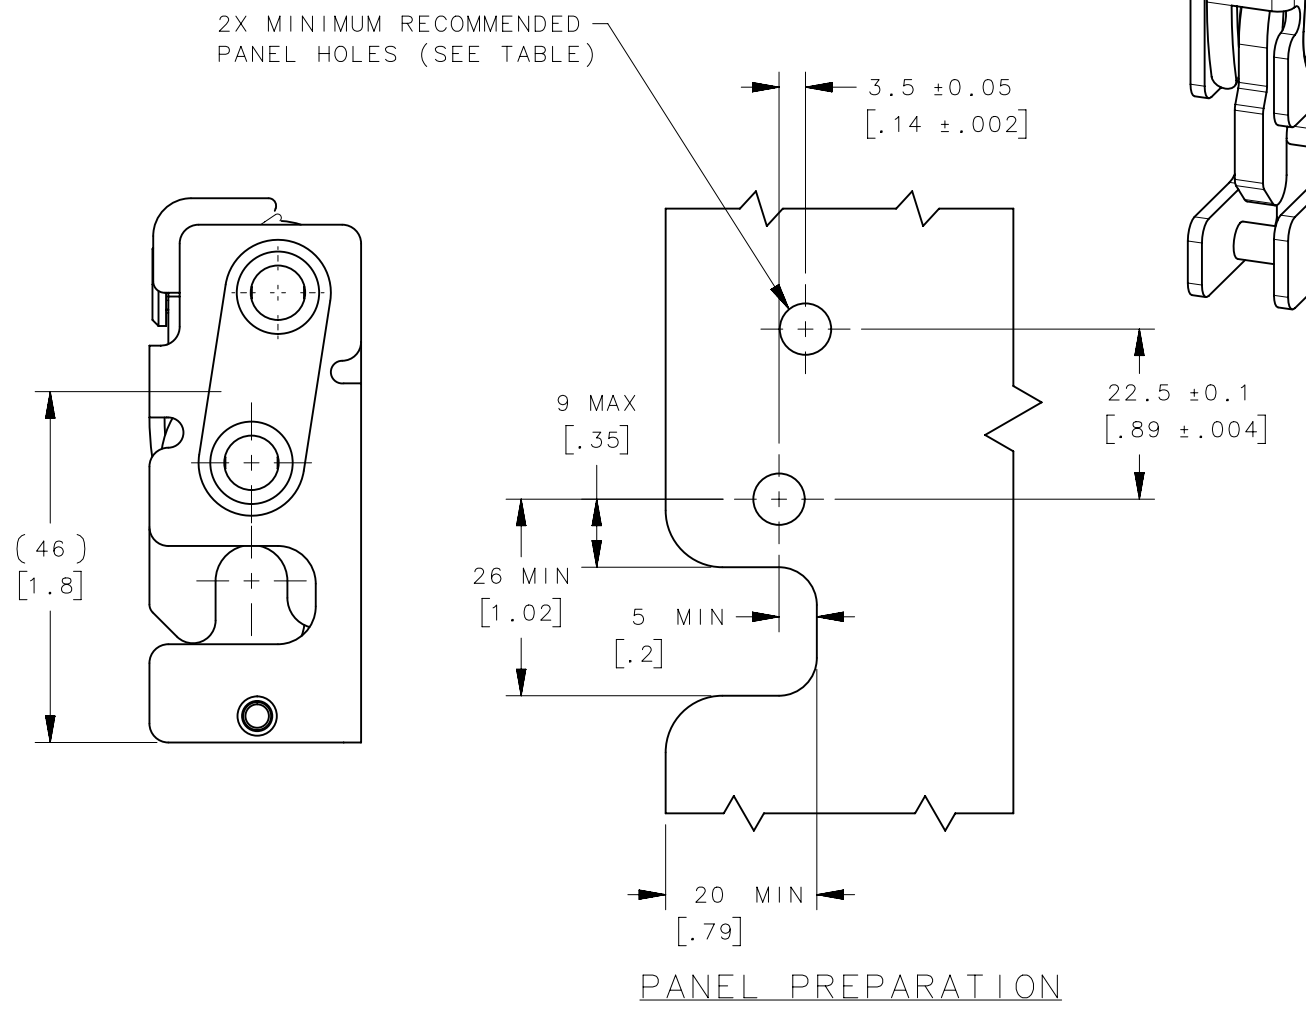 2X MINIMUM RECOMMENDED
PANEL HOLES (SEE TABLE)
3.5 ±0.05
[.14 ±.002]
22.5 ±0.1
[.89 ±.004]
9 MAX
[.35]
(46)
[1.8]
26 MIN
[1.02]
5 MIN
[.2]
20 MIN
[.79]
PANEL PREPARATION